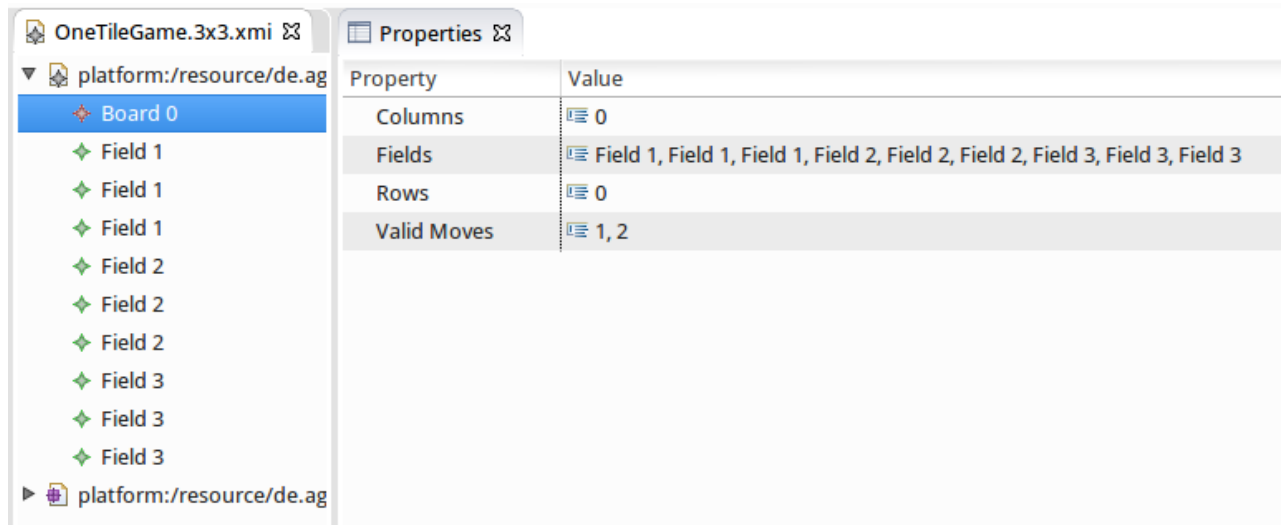 OneTileGame.3x3.xmi
platform:/resource/de.ag
Board 0
Field 1
Field 1
Field 1
Field 2
Field 2
Field 2
Field 3
Field 3
Field 3
platform:/resource/de.ag
Properties
Property Value
Columns 0
Fields Field 1, Field 1, Field 1, Field 2, Field 2, Field 2, Field 3, Field 3, Field 3
Rows 0
Valid Moves 1, 2